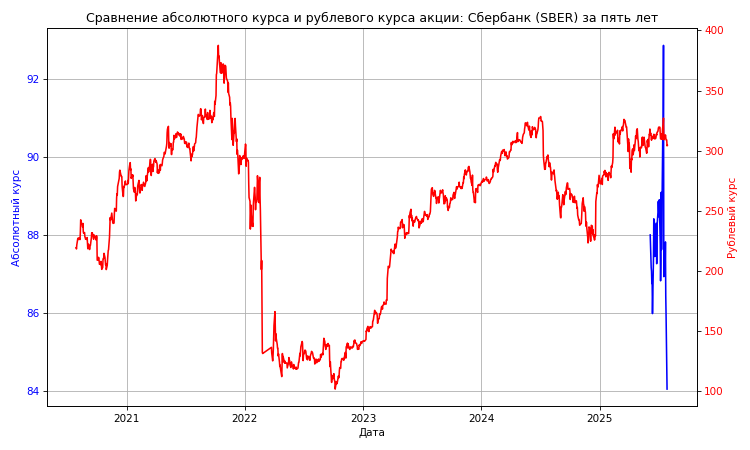 Сравнение абсолютного курса и рублевого курса акции: Сбербанк (SBER) за пять лет
400
92
350
90
300
Абсолютный курс
Рублевый курс
88
250
200
86
150
84
100
2021 2022 2023 2024 2025
Дата